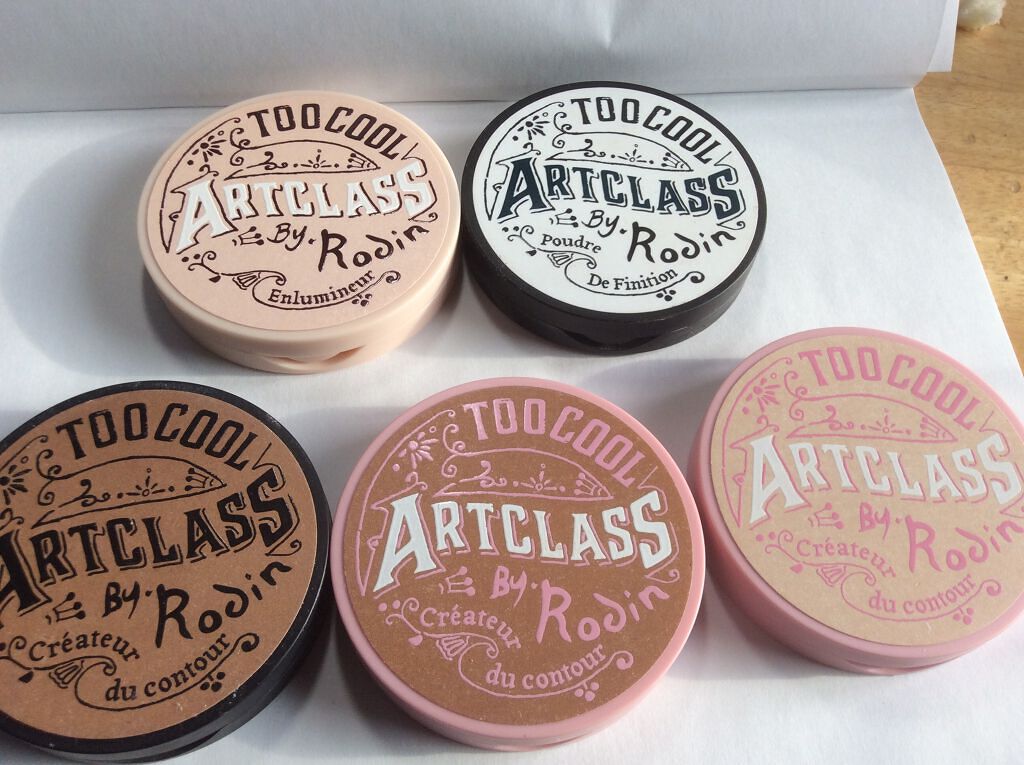 TOO COOL
ARTCLASS
By. Rodin
Enlumineur
TOO COOL
ARTCLASS
By. Rodin
Poudre
De Finition
TOO COOL
ARTCLASS
By. Rodin
Créateur
du contour
TOO COOL
ARTCLASS
By. Rodin
Créateur
du contour
TOO COOL
ARTCLASS
By. Rodin
Créateur
du contour